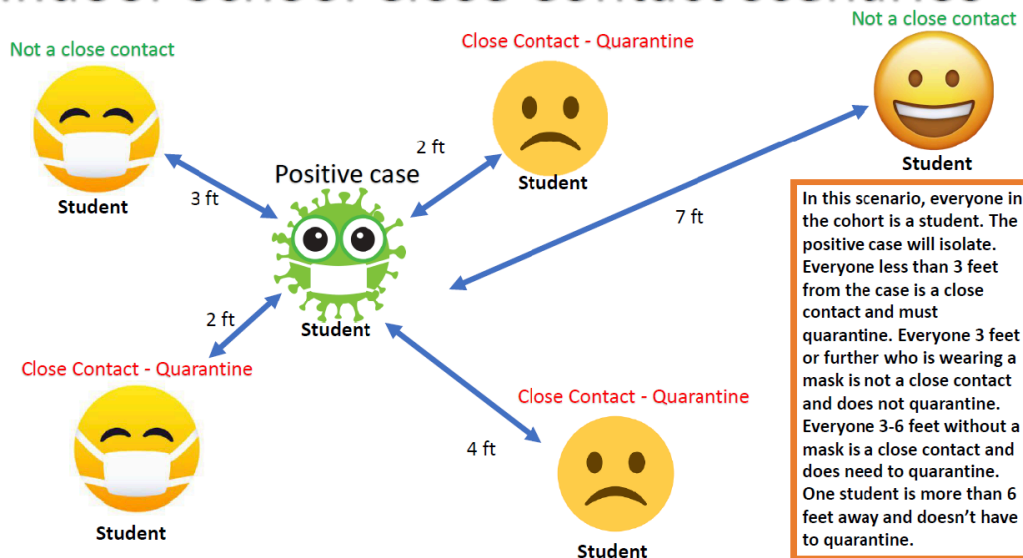 Not a close contact
Not a close contact
Close Contact - Quarantine
Student
3 ft
Positive case
2 ft
Student
7 ft
Student
In this scenario, everyone in
the cohort is a student. The
positive case will isolate.
Everyone less than 3 feet
from the case is a close
contact and must
quarantine. Everyone 3 feet
or further who is wearing a
mask is not a close contact
and does not quarantine.
Everyone 3-6 feet without a
mask is a close contact and
does need to quarantine.
One student is more than 6
feet away and doesn't have
to quarantine.
2 ft
Student
Close Contact - Quarantine
Student
4 ft
Close Contact - Quarantine
Student